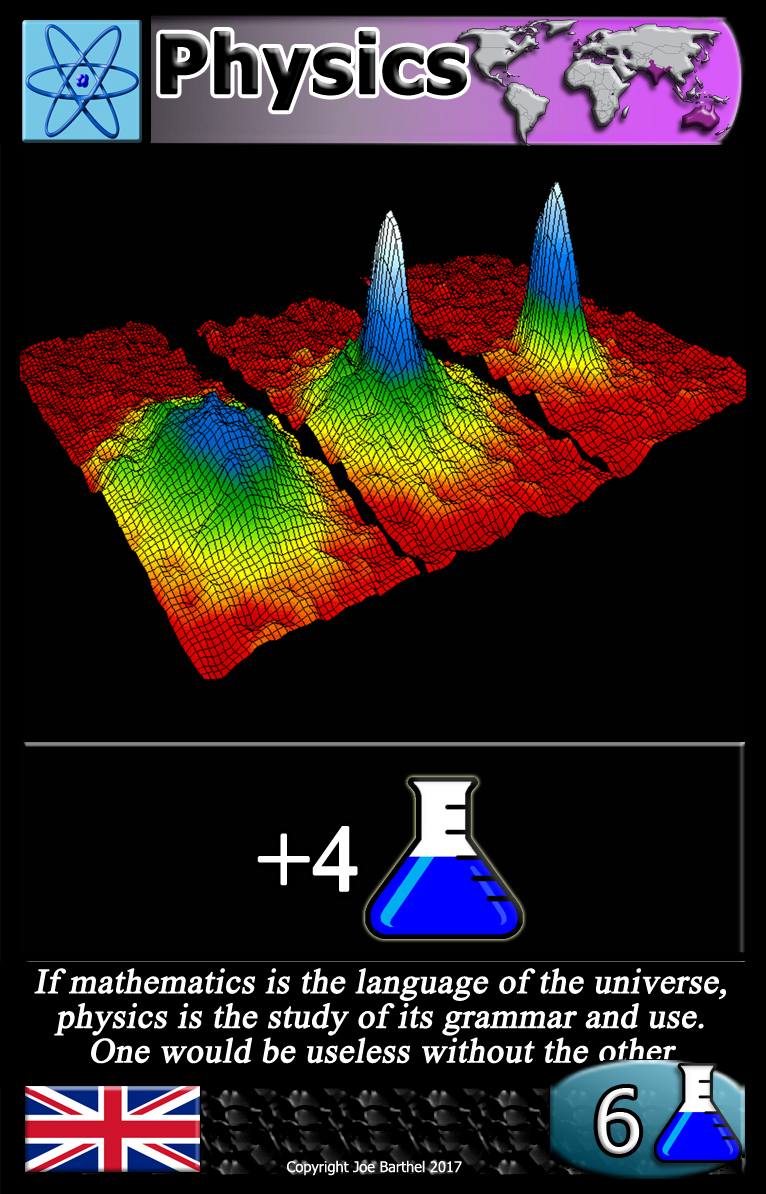 Physics
+4
If mathematics is the language of the universe,
physics is the study of its grammar and use.
One would be useless without the other
6
Copyright Joe Barthel 2017